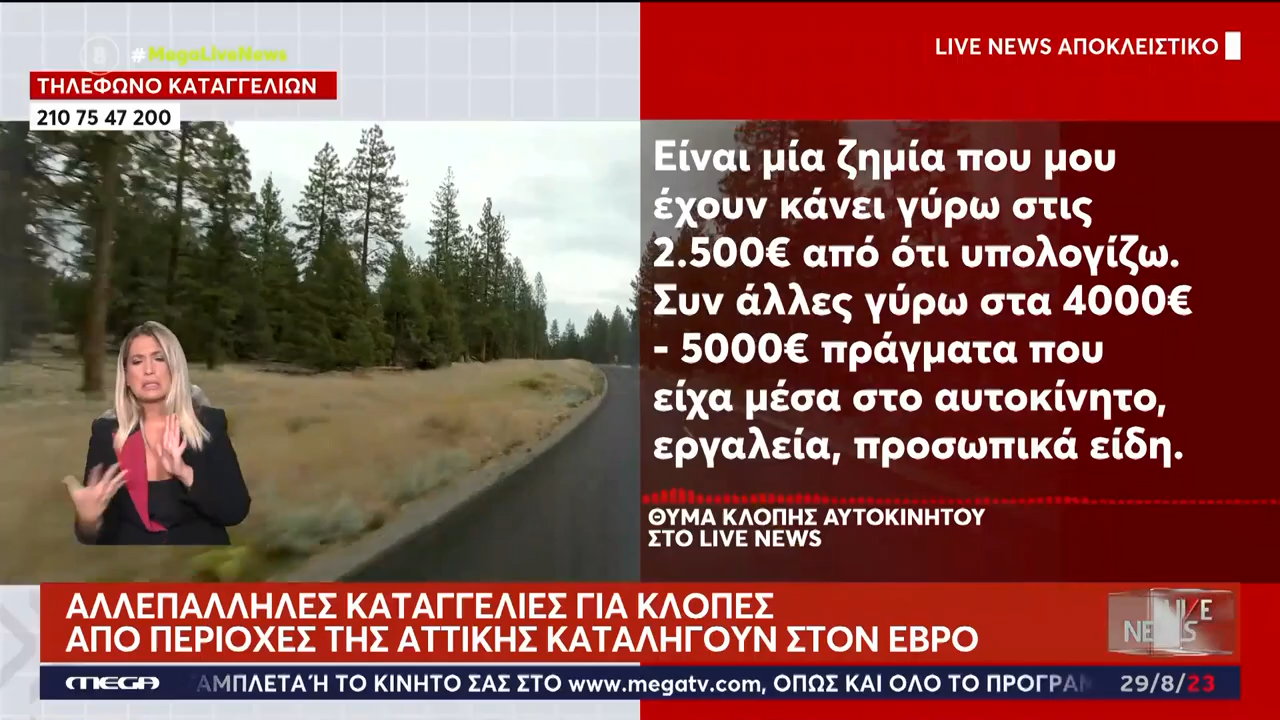 8
#MegaLiveNews
ΤΗΛΕΦΩΝΟ ΚΑΤΑΓΓΕΛΙΩΝ
210 75 47 200
LIVE NEWS ΑΠΟΚΛΕΙΣΤΙΚΟ
Είναι μία ζημία που μου
έχουν κάνει γύρω στις
2.500€ από ότι υπολογίζω.
Συν άλλες γύρω στα 4000€
- 5000€ πράγματα που
είχα μέσα στο αυτοκίνητο,
εργαλεία, προσωπικά είδη.
ΘΥΜΑ ΚΛΟΠΗΣ ΑΥΤΟΚΙΝΗΤΟΥ
ΣΤΟ LIVE NEWS
ΑΛΛΕΠΑΛΛΗΛΕΣ ΚΑΤΑΓΓΕΛΙΕΣ ΓΙΑ ΚΛΟΠΕΣ
ΑΠΟ ΠΕΡΙΟΧΕΣ ΤΗΣ ΑΤΤΙΚΗΣ ΚΑΤΑΛΗΓΟΥΝ ΣΤΟΝ ΕΒΡΟ
LIVE
NEWS
MEGA ΤΑΜΠΛΕΤΑ Ή ΤΟ ΚΙΝΗΤΟ ΣΑΣ ΣΤΟ www.megatv.com, ΟΠΩΣ ΚΑΙ ΟΛΟ ΤΟ ΠΡΟΓΡΑΜ 29/8/23